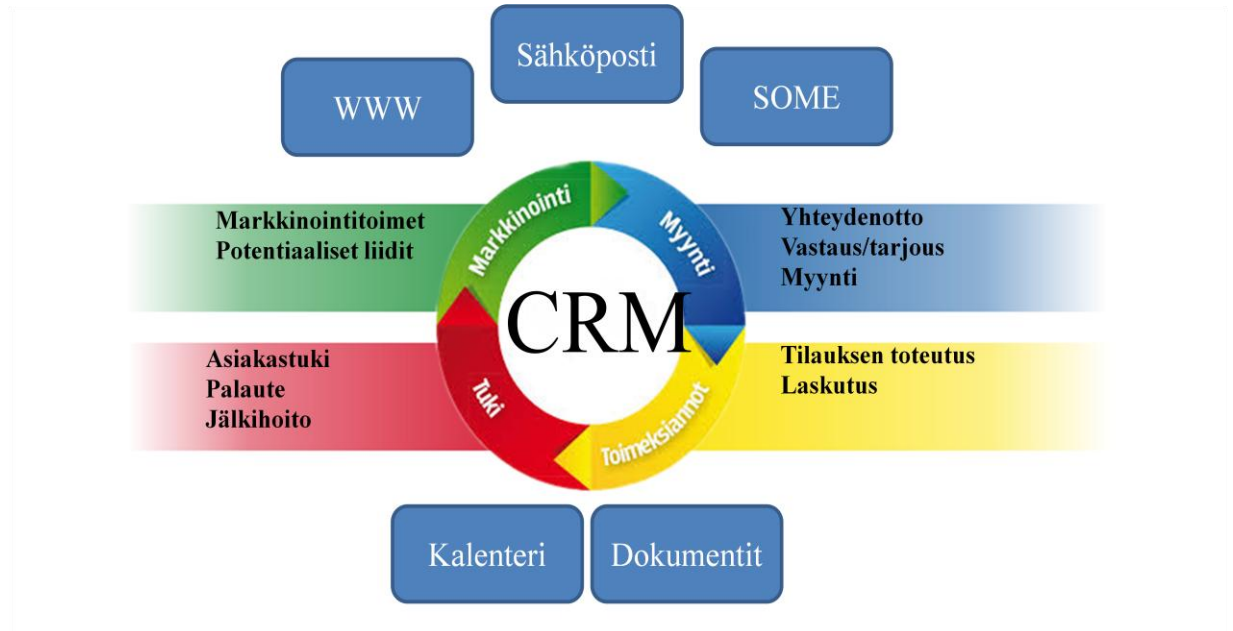 Sähköposti
WWW
SOME
Markkinointi
Myynti
Markkinointitoimet
Potentiaaliset liidit
Yhteydenotto
Vastaus/tarjous
Myynti
CRM
Asiakastuki
Palaute
Jälkihoito
Tuki
Toimeksiannot
Tilauksen toteutus
Laskutus
Kalenteri
Dokumentit